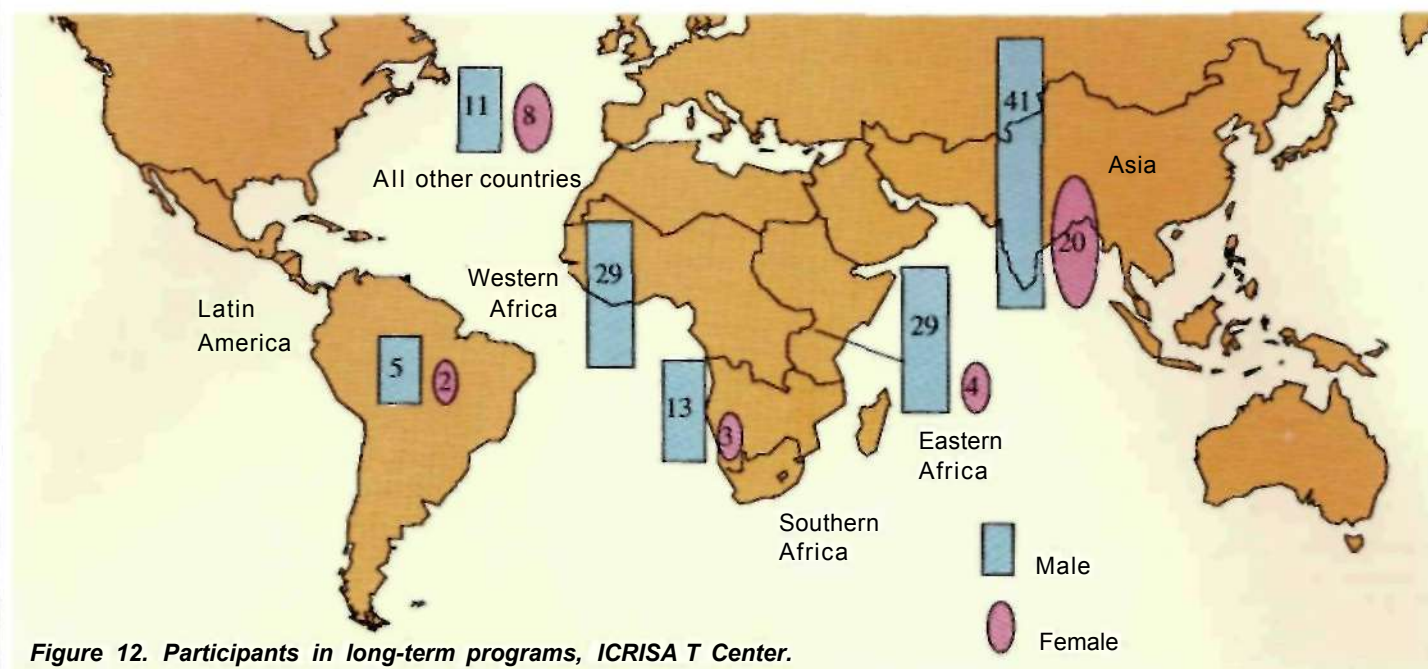 11
8
All other countries
41
Asia
20
Western
Africa
29
Latin
America
5
2
13
3
29
4
Eastern
Africa
Southern
Africa
Male
Female
Figure 12. Participants in long-term programs, ICRISA T Center.